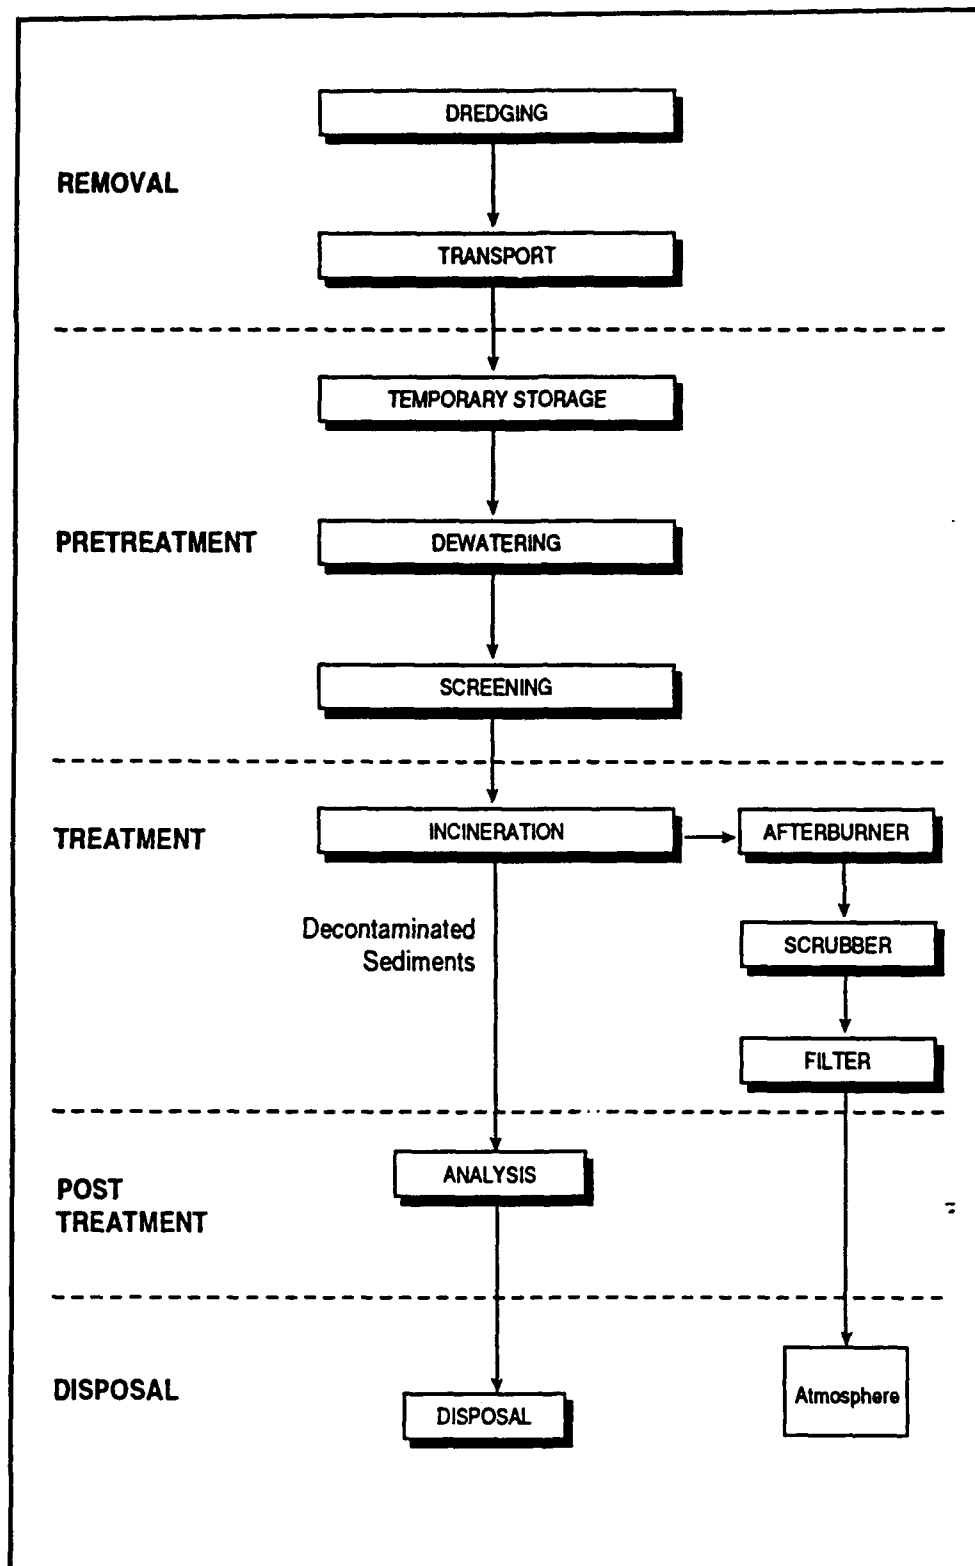 DREDGING
REMOVAL
TRANSPORT
TEMPORARY STORAGE
PRETREATMENT
DEWATERING
SCREENING
TREATMENT
INCINERATION
AFTERBURNER
Decontaminated
Sediments
SCRUBBER
FILTER
POST
TREATMENT
ANALYSIS
DISPOSAL
DISPOSAL
Atmosphere